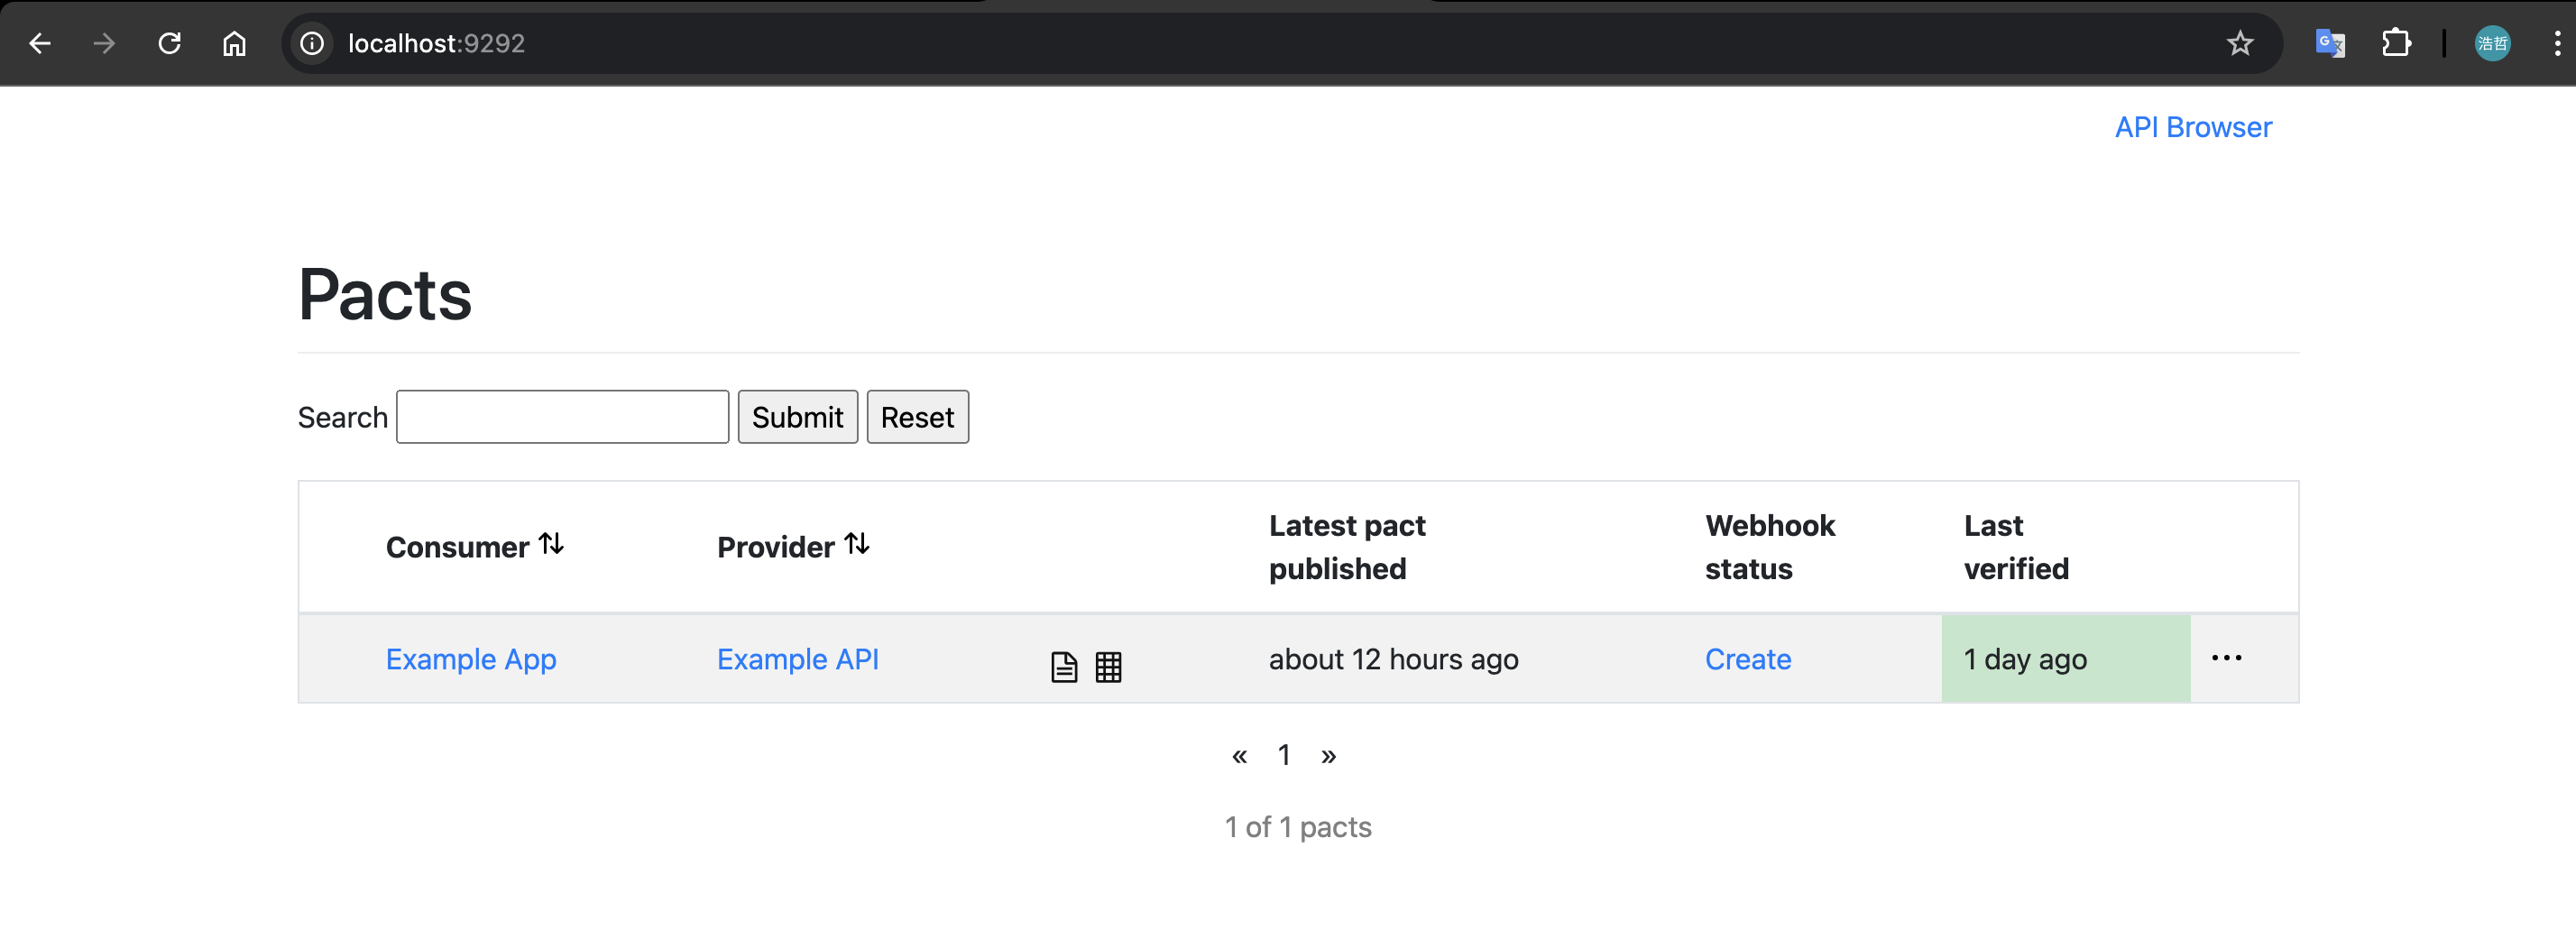 localhost:9292
浩哲
API Browser
Pacts
Search Submit Reset
Consumer Provider Latest pact published Webhook status Last verified
Example App Example API about 12 hours ago Create 1 day ago ...
« 1 »
1 of 1 pacts